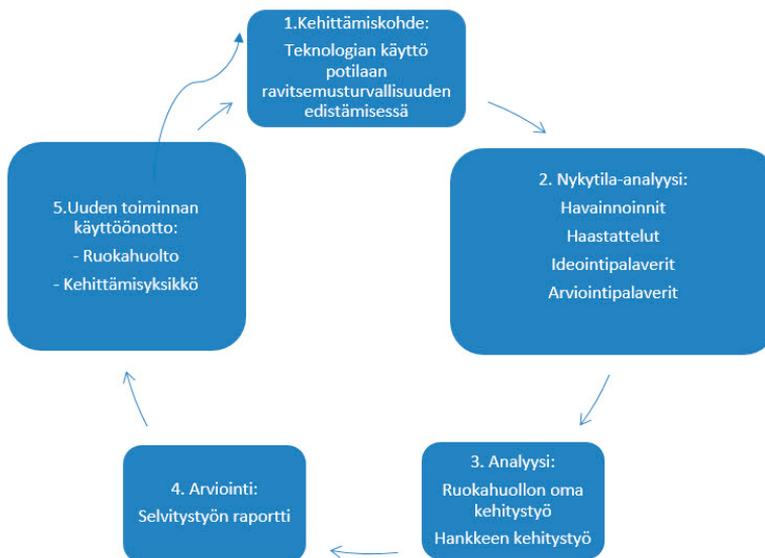 1.Kehittämiskohde:
Teknologian käyttö
potilaan
ravitsemusturvallisuuden
edistämisessä
2. Nykytila-analyysi:
Havainnoinnit
Haastattelut
Ideointipalaverit
Arviointipalaverit
3. Analyysi:
Ruokahuollon oma
kehitystyö
Hankkeen kehitystyö
4. Arviointi:
Selvitystyön raportti
5.Uuden toiminnan
käyttöönotto:
- Ruokahuolto
- Kehittämisyksikkö